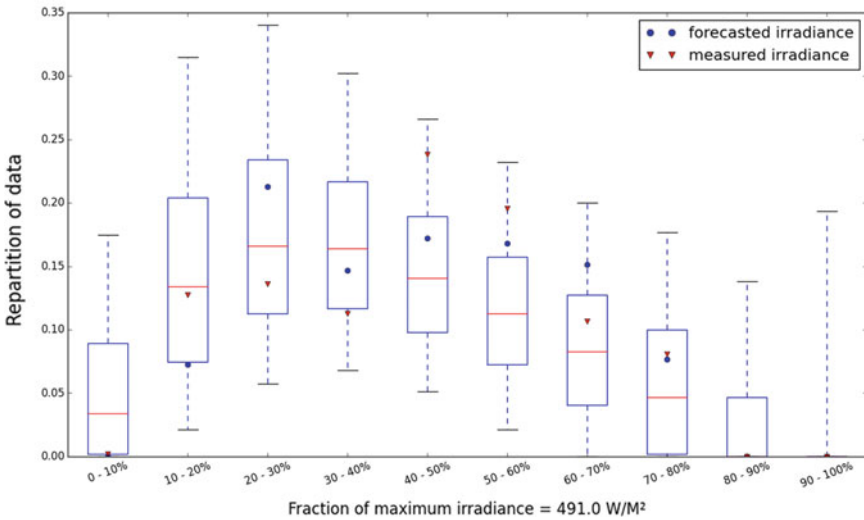 0.35
0.30
0.25
0.20
0.15
0.10
0.05
0.00
Repartition of data
forecasted irradiance
measured irradiance
0 - 10%
10 - 20%
20 - 30%
30 - 40%
40 - 50%
50 - 60%
60 - 70%
70 - 80%
80 - 90%
90 - 100%
Fraction of maximum irradiance = 491.0 W/M²